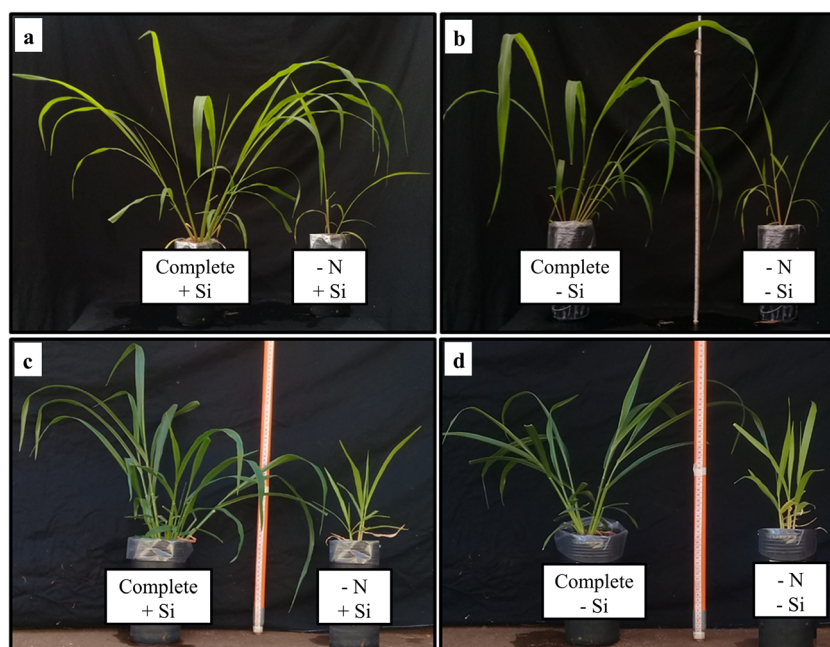 a
Complete
+ Si
- N
+ Si
b
Complete
- Si
- N
- Si
c
Complete
+ Si
- N
+ Si
d
Complete
- Si
- N
- Si